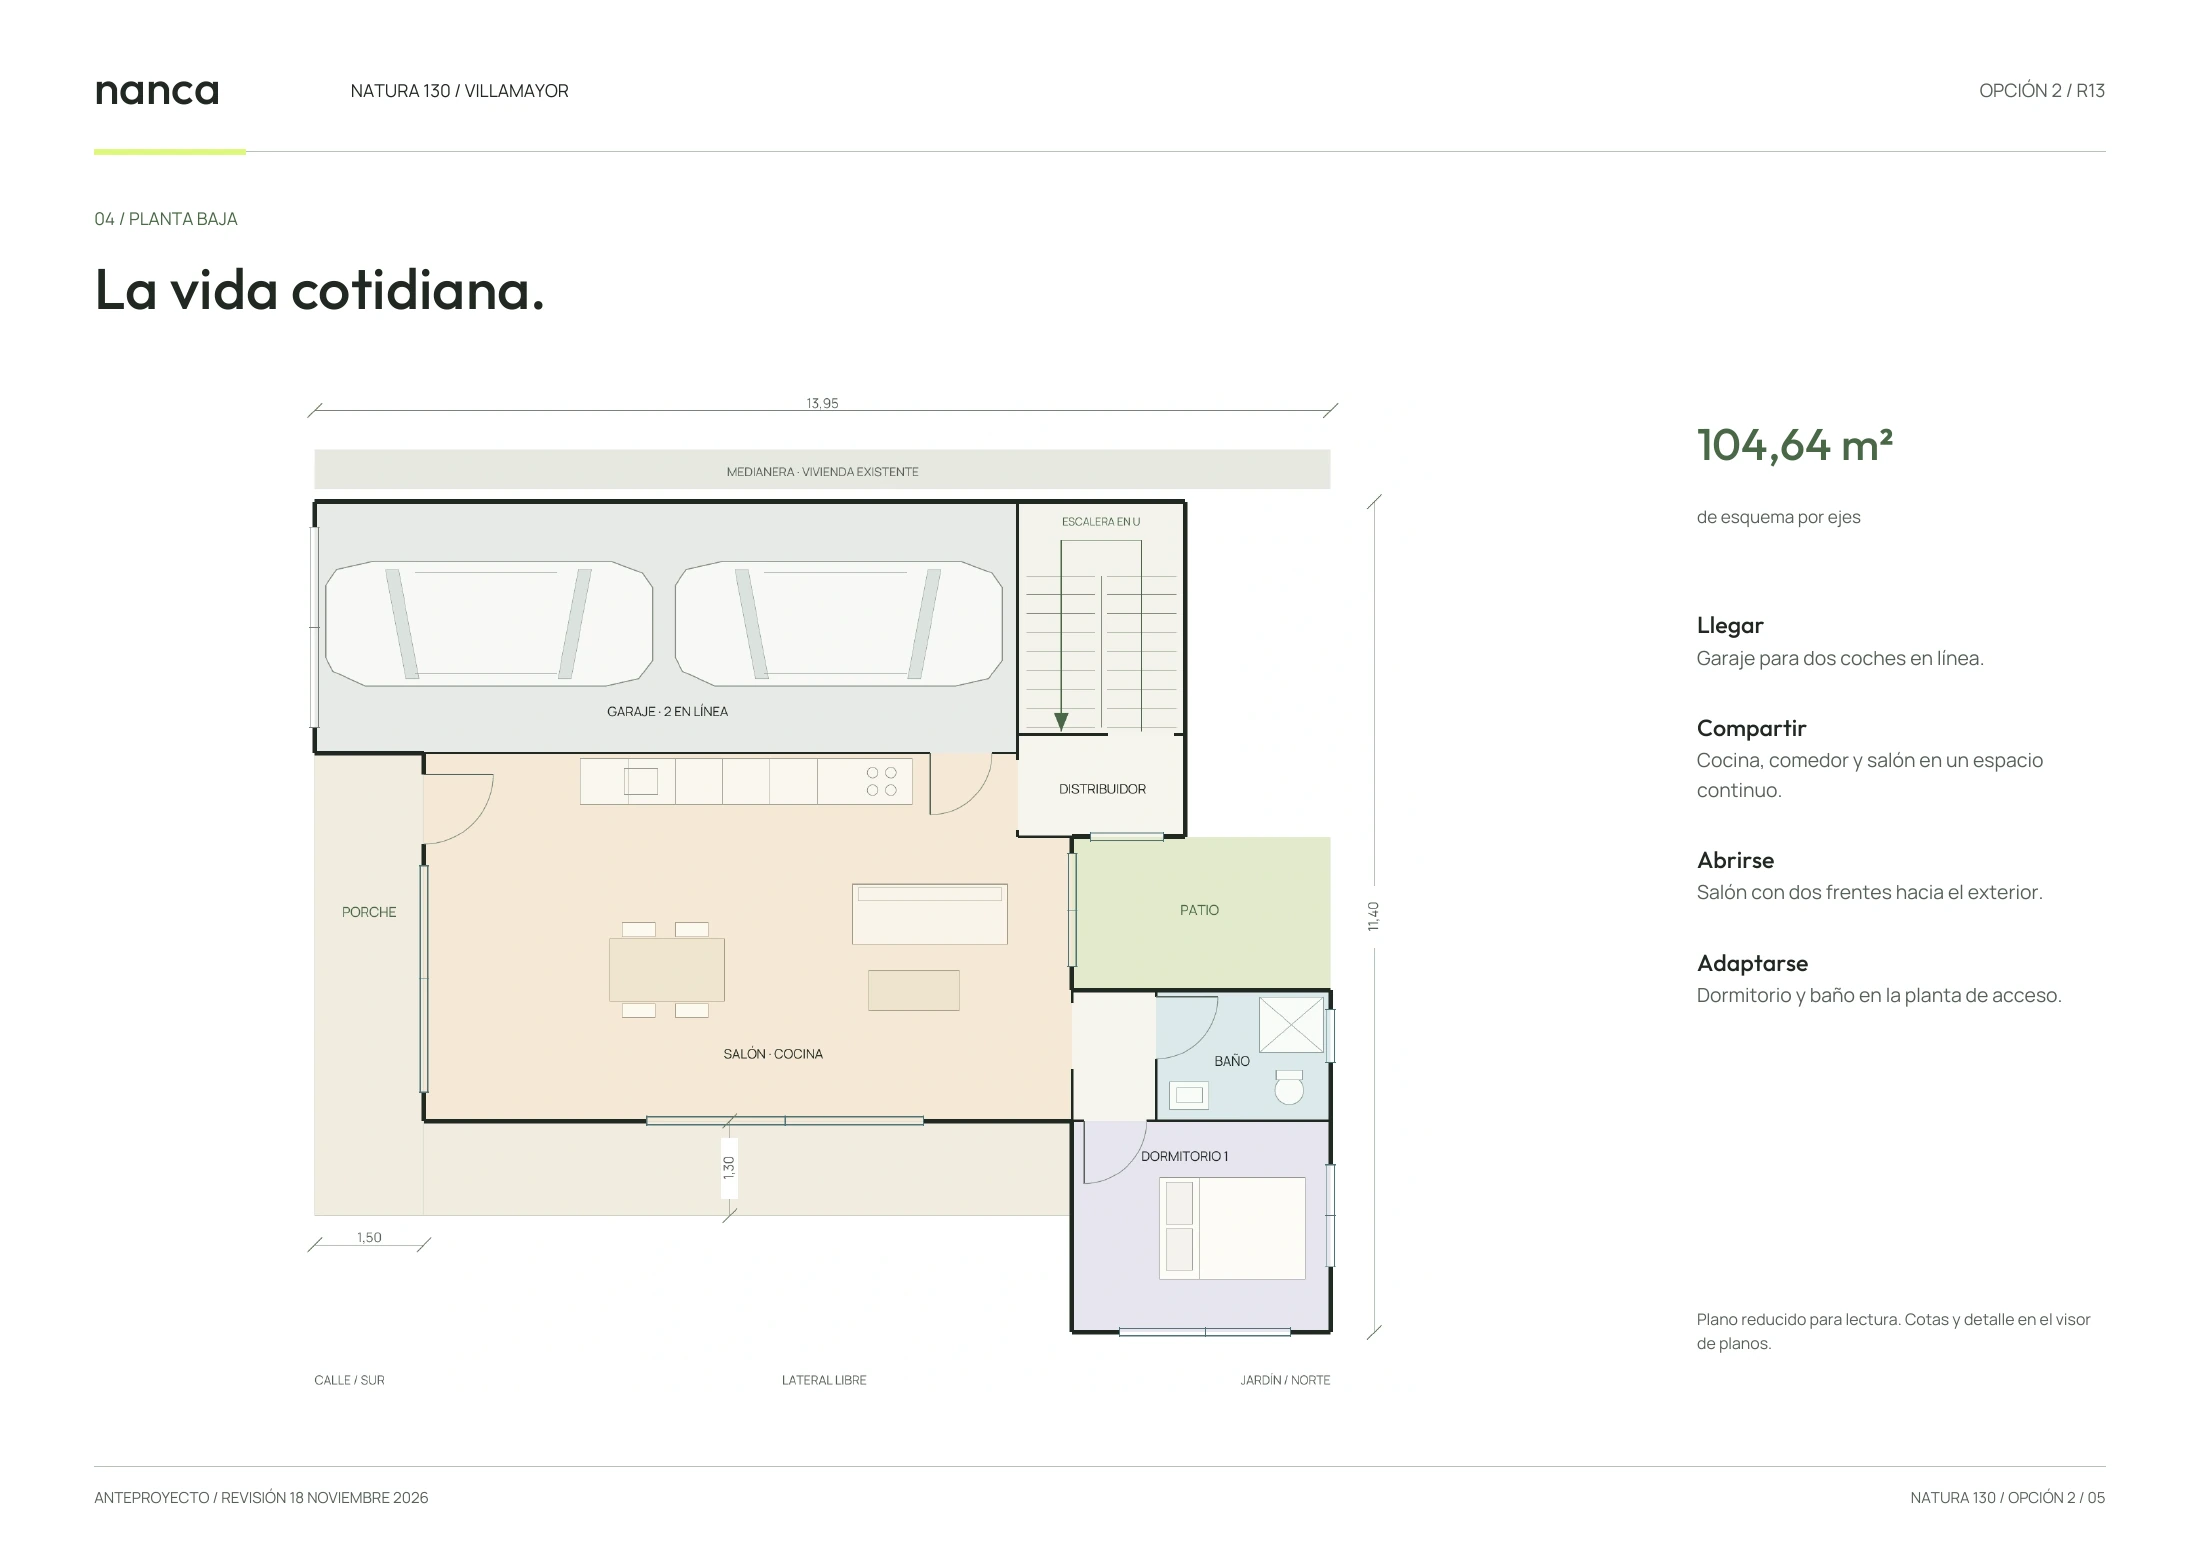 nanca
NATURA 130 / VILLAMAYOR
OPCIÓN 2 / R13
04 / PLANTA BAJA
La vida cotidiana.
13,95
MEDIANERA · VIVIENDA EXISTENTE
ESCALERA EN U
GARAJE · 2 EN LÍNEA
DISTRIBUIDOR
PORCHE
PATIO
11,40
SALÓN · COCINA
BAÑO
DORMITORIO 1
1,30
1,50
CALLE / SUR
LATERAL LIBRE
JARDÍN / NORTE
104,64 m²
de esquema por ejes
Llegar
Garaje para dos coches en línea.
Compartir
Cocina, comedor y salón en un espacio
continuo.
Abrirse
Salón con dos frentes hacia el exterior.
Adaptarse
Dormitorio y baño en la planta de acceso.
Plano reducido para lectura. Cotas y detalle en el visor
de planos.
ANTEPROYECTO / REVISIÓN 18 NOVIEMBRE 2026
NATURA 130 / OPCIÓN 2 / 05